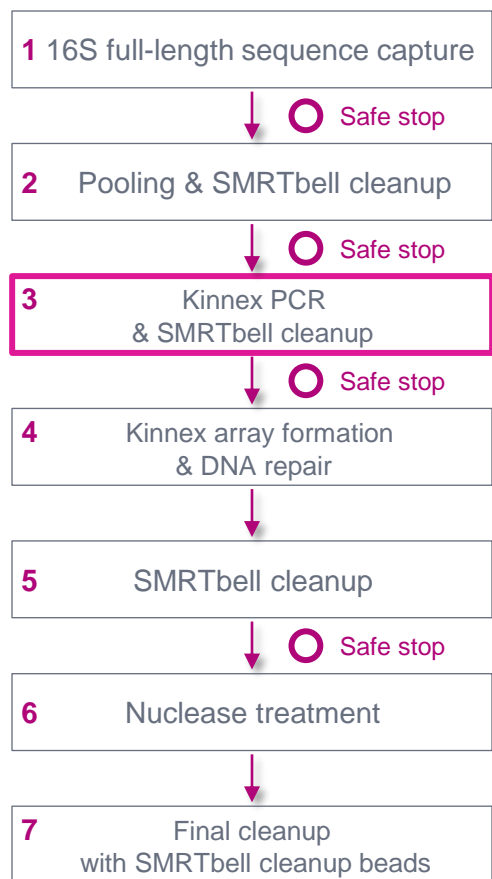 1 16S full-length sequence capture
Safe stop
2 Pooling & SMRTbell cleanup
Safe stop
3 Kinnex PCR
& SMRTbell cleanup
Safe stop
4 Kinnex array formation
& DNA repair
5 SMRTbell cleanup
Safe stop
6 Nuclease treatment
7 Final cleanup
with SMRTbell cleanup beads